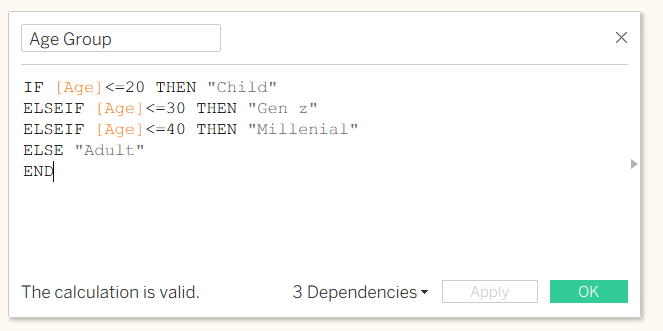 Age Group
IF [Age]<=20 THEN "Child"
ELSEIF [Age]<=30 THEN "Gen z"
ELSEIF [Age]<=40 THEN "Millenial"
ELSE "Adult"
END
The calculation is valid. 3 Dependencies Apply OK